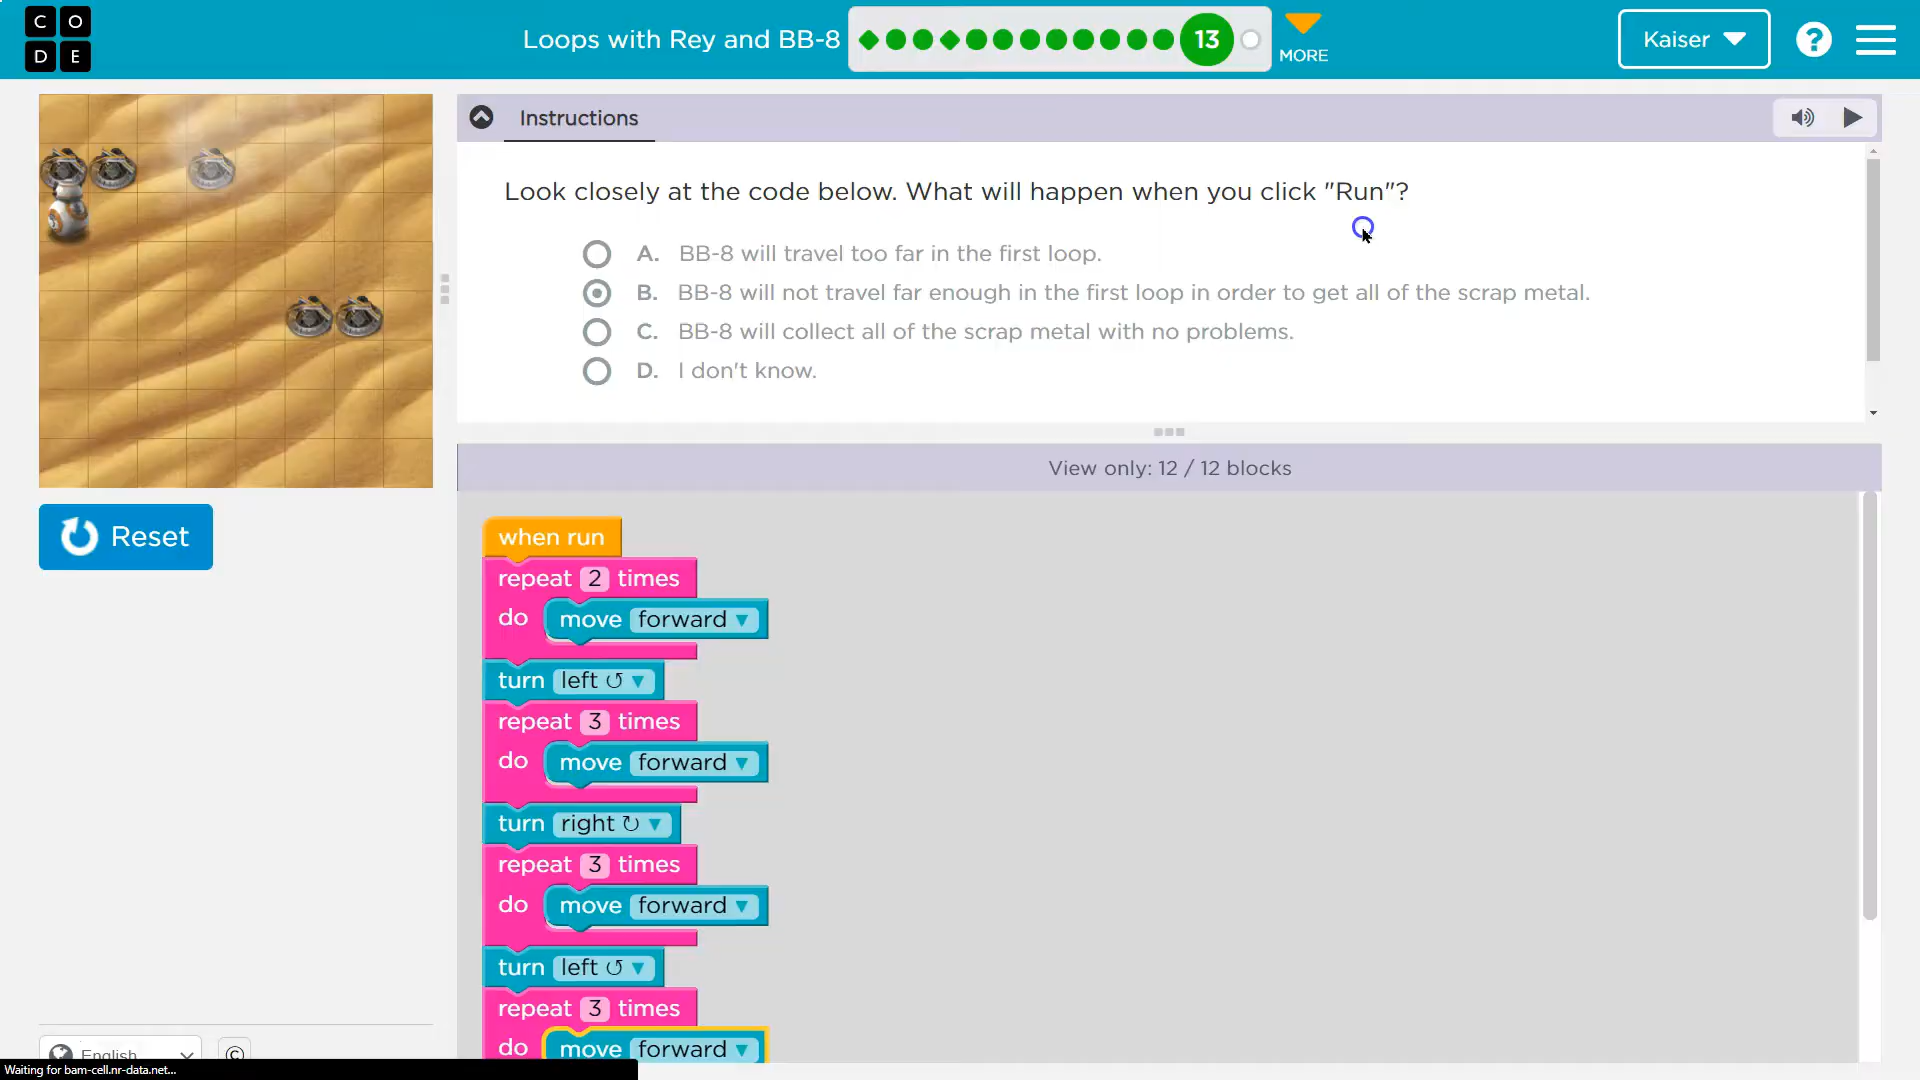 C O
D E
Loops with Rey and BB-8
13
MORE
Kaiser
?
Instructions
Look closely at the code below. What will happen when you click "Run"?
A. BB-8 will travel too far in the first loop.
B. BB-8 will not travel far enough in the first loop in order to get all of the scrap metal.
C. BB-8 will collect all of the scrap metal with no problems.
D. I don't know.
View only: 12 / 12 blocks
Reset
when run
repeat 2 times
do move forward
turn left ↺
repeat 3 times
do move forward
turn right ↻
repeat 3 times
do move forward
turn left ↺
repeat 3 times
do move forward
English
©
Waiting for bam-cell.nr-data.net...